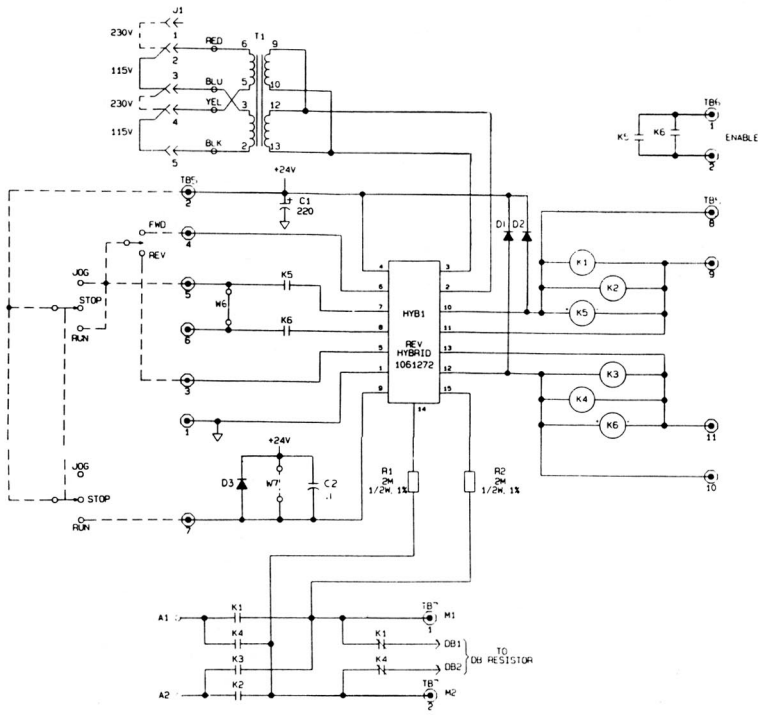 J1
230V
1
RED
6
T1
9
115V
2
3
BLU
5
10
230V
YEL
3
12
4
115V
5
BLK
2
13
TB6
1
K5
K6
ENABLE
2
+24V
2
+ C1
220
D1
D2
8
FWD
4
REV
JOG
5
K5
STOP
W6
RUN
6
K6
3
1
4
6
7
8
5
1
9
HYB1
REV
HYBRID
1061272
3
2
10
11
13
12
15
14
K1
9
K2
K5
K3
K4
K6
11
10
+24V
JOG
D3
W7
C2
.1
STOP
RUN
7
R1
2M
1/2W, 1%
R2
2M
1/2W, 1%
A1
K1
1
M1
K4
K1
DB1
TO
DB RESISTOR
K3
K4
DB2
A2
K2
2
M2